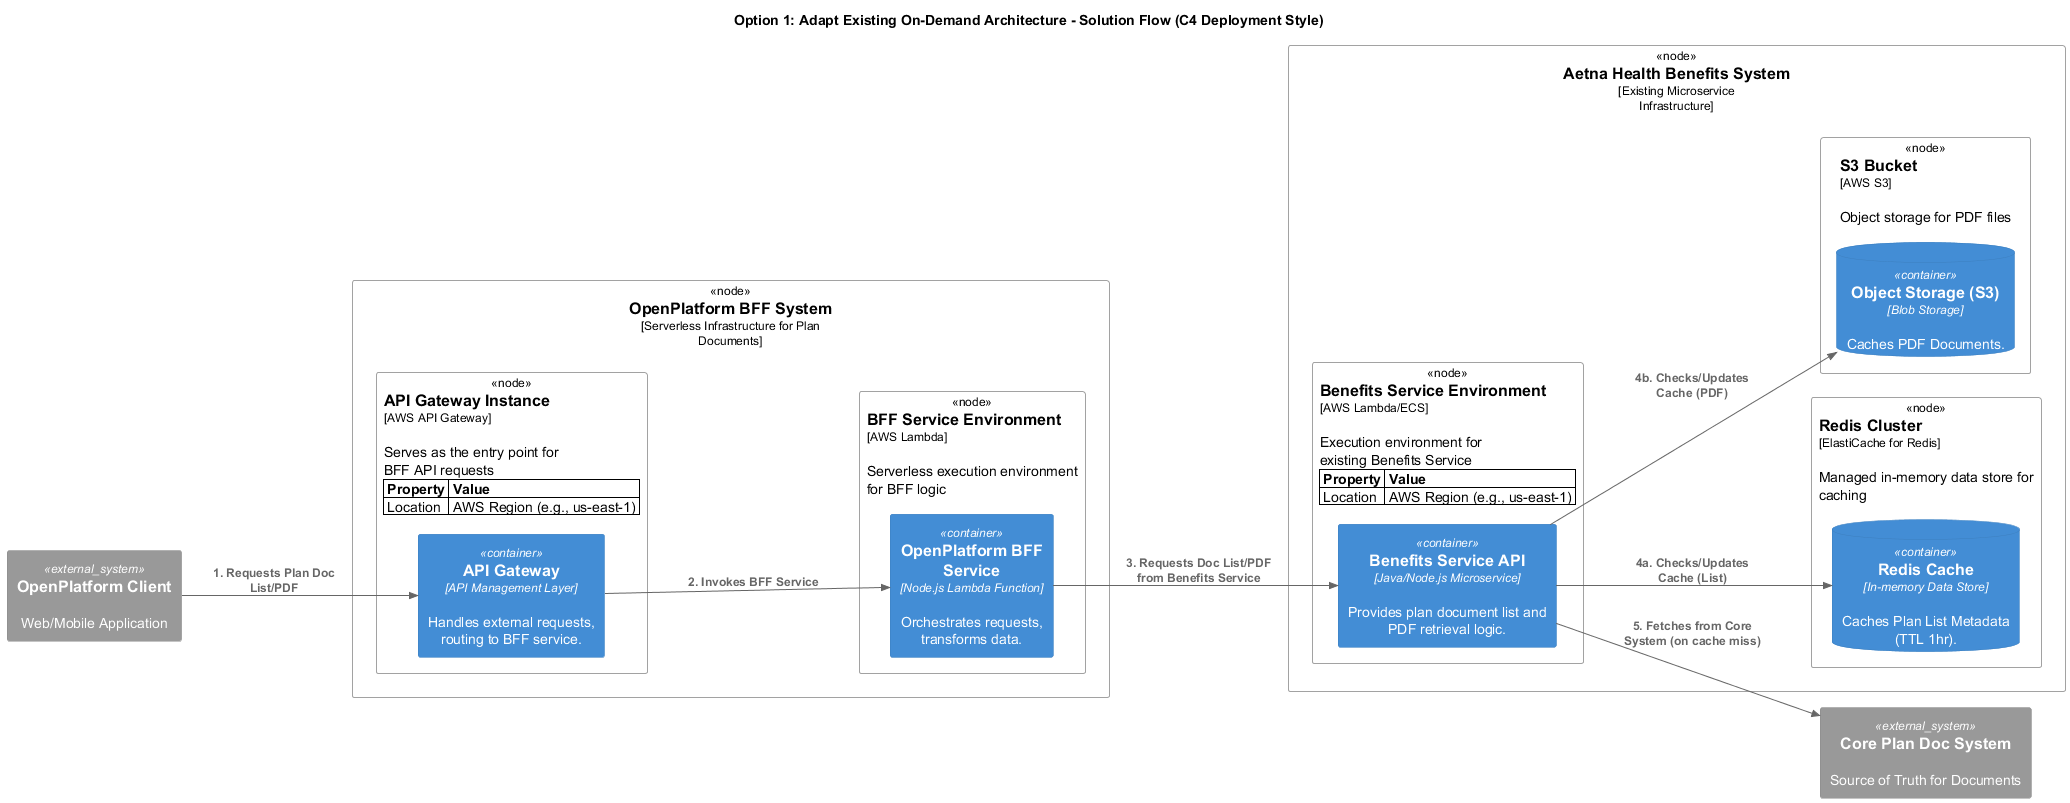 Option 1: Adapt Existing On-Demand Architecture - Solution Flow (C4 Deployment Style)
«external_system»
OpenPlatform Client
Web/Mobile Application
1. Requests Plan Doc
List/PDF
«node»
OpenPlatform BFF System
[Serverless Infrastructure for Plan
Documents]
«node»
API Gateway Instance
[AWS API Gateway]
Serves as the entry point for
BFF API requests
Property Value
Location AWS Region (e.g., us-east-1)
«container»
API Gateway
[API Management Layer]
Handles external requests,
routing to BFF service.
2. Invokes BFF Service
«node»
BFF Service Environment
[AWS Lambda]
Serverless execution environment
for BFF logic
«container»
OpenPlatform BFF
Service
[Node.js Lambda Function]
Orchestrates requests,
transforms data.
3. Requests Doc List/PDF
from Benefits Service
«node»
Aetna Health Benefits System
[Existing Microservice
Infrastructure]
«node»
Benefits Service Environment
[AWS Lambda/ECS]
Execution environment for
existing Benefits Service
Property Value
Location AWS Region (e.g., us-east-1)
«container»
Benefits Service API
[Java/Node.js Microservice]
Provides plan document list and
PDF retrieval logic.
4b. Checks/Updates
Cache (PDF)
4a. Checks/Updates
Cache (List)
5. Fetches from Core
System (on cache miss)
«node»
S3 Bucket
[AWS S3]
Object storage for PDF files
«container»
Object Storage (S3)
[Blob Storage]
Caches PDF Documents.
«node»
Redis Cluster
[ElastiCache for Redis]
Managed in-memory data store for
caching
«container»
Redis Cache
[In-memory Data Store]
Caches Plan List Metadata
(TTL 1hr).
«external_system»
Core Plan Doc System
Source of Truth for Documents